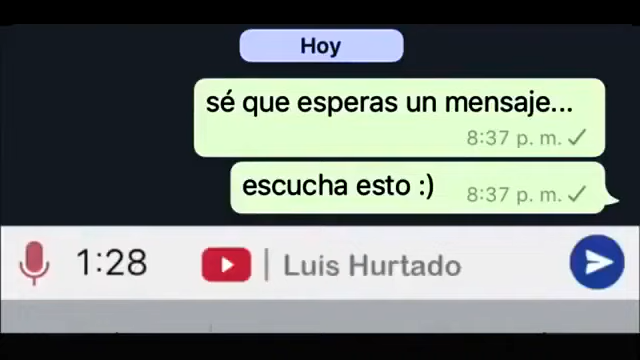 Hoy
sé que esperas un mensaje...
8:37 p. m.
escucha esto :)
8:37 p. m.
1:28
| Luis Hurtado